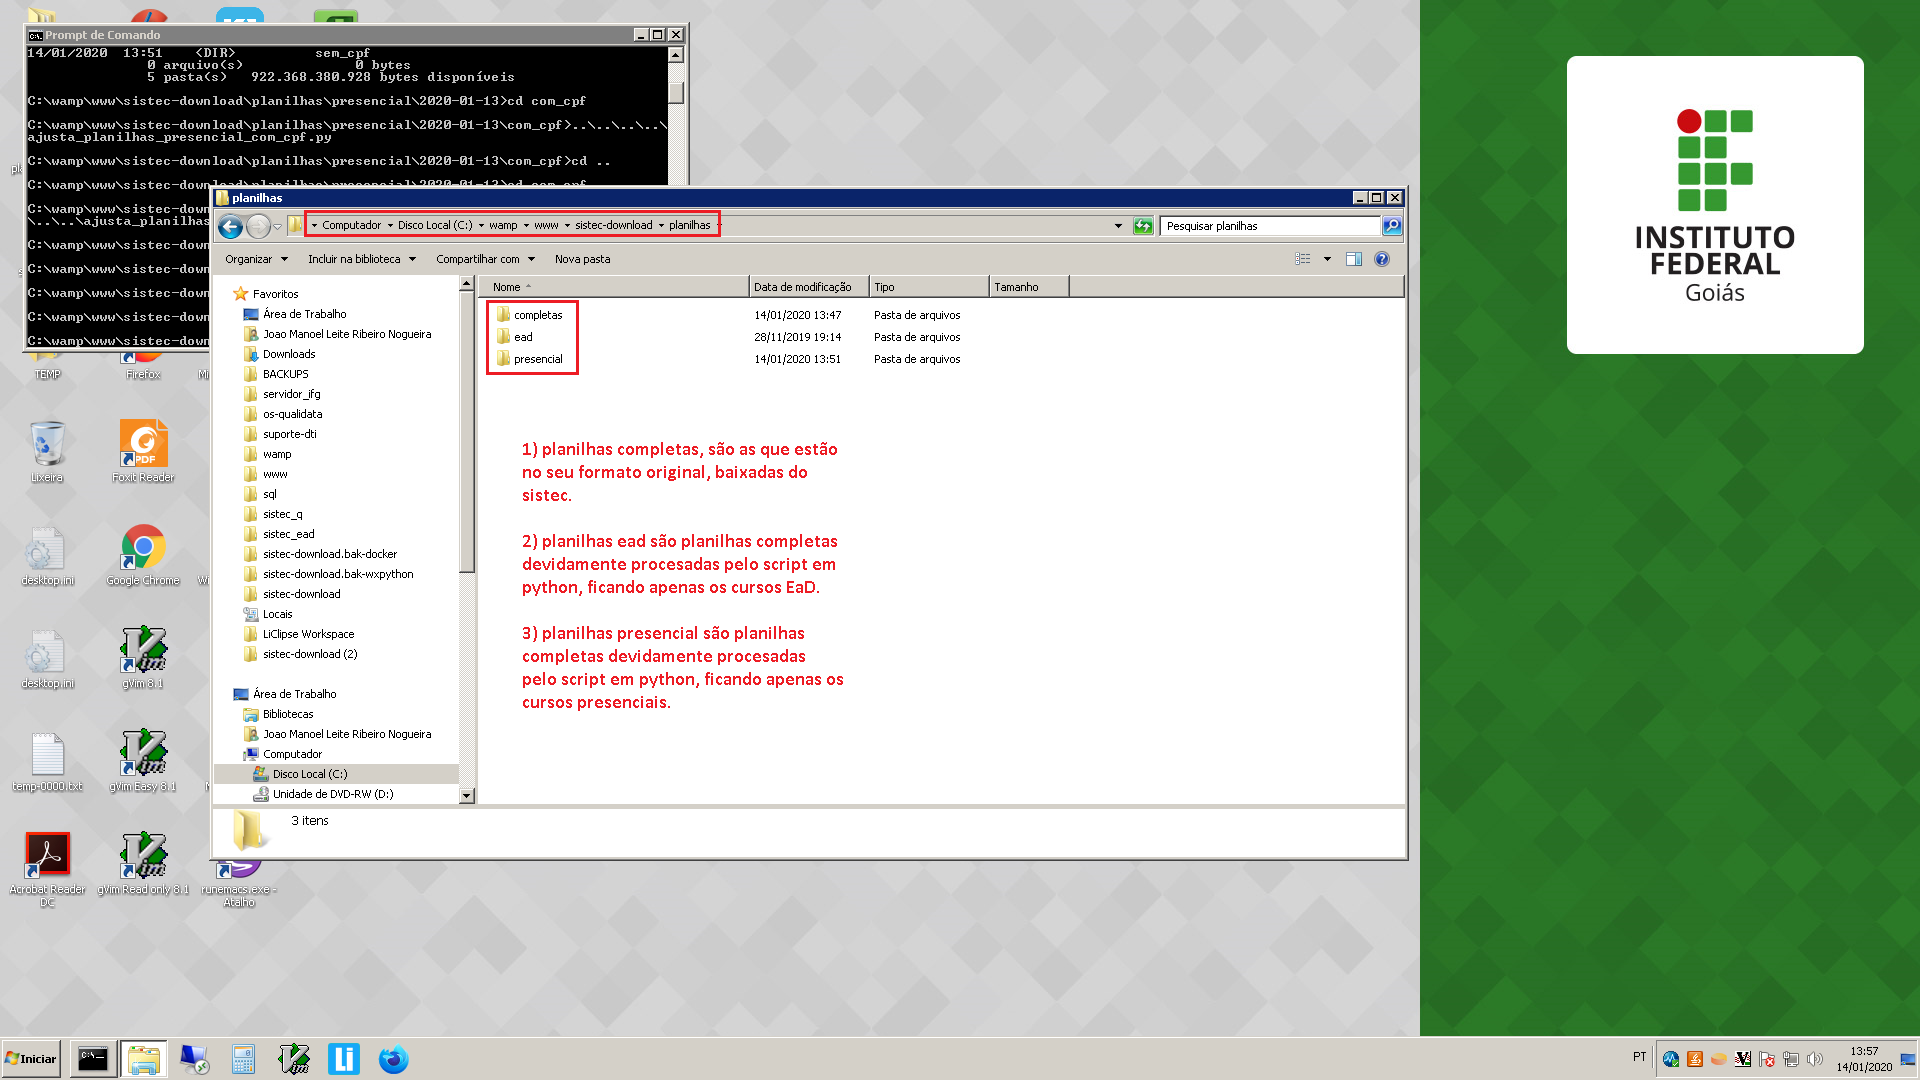 Prompt de Comando
14/01/2020  13:51    <DIR>          sem_cpf
0 arquivo(s)              0 bytes
5 pasta(s)   922.368.380.928 bytes disponíveis
C:\wamp\www\sistec-download\planilhas\presencial\2020-01-13>cd com_cpf
C:\wamp\www\sistec-download\planilhas\presencial\2020-01-13\com_cpf>..\..\..\..\
ajusta_planilhas_presencial_com_cpf.py
C:\wamp\www\sistec-download\planilhas\presencial\2020-01-13\com_cpf>cd ..
C:\wamp\www\sistec-download\planilhas\presencial\2020-01-13>cd com_cpf
C:\wamp\www\sistec-down
\..\..\ajusta_planilhas
C:\wamp\www\sistec-down
C:\wamp\www\sistec-down
C:\wamp\www\sistec-down
C:\wamp\www\sistec-down
C:\wamp\www\sistec-down
planilhas
Computador
Disco Local (C:)
wamp
www
sistec-download
planilhas
Pesquisar planilhas
Organizar
Incluir na biblioteca
Compartilhar com
Nova pasta
Favoritos
Área de Trabalho
Joao Manoel Leite Ribeiro Nogueira
Downloads
BACKUPS
servidor_ifg
os-qualidata
suporte-dti
wamp
www
sql
sistec_q
sistec_ead
sistec-download.bak-docker
sistec-download.bak-wxpython
sistec-download
Locais
LiClipse Workspace
sistec-download (2)
Área de Trabalho
Bibliotecas
Joao Manoel Leite Ribeiro Nogueira
Computador
Disco Local (C:)
Unidade de DVD-RW (D:)
Nome
Data de modificação
Tipo
Tamanho
completas 14/01/2020 13:47 Pasta de arquivos
ead 28/11/2019 19:14 Pasta de arquivos
presencial 14/01/2020 13:51 Pasta de arquivos
1) planilhas completas, são as que estão
no seu formato original, baixadas do
sistec.
2) planilhas ead são planilhas completas
devidamente procesadas pelo script em
python, ficando apenas os cursos EaD.
3) planilhas presencial são planilhas
completas devidamente procesadas
pelo script em python, ficando apenas os
cursos presenciais.
3 itens
TEMP
Firefox
Lixeira
PDF
Foxit Reader
desktop.ini
Google Chrome
desktop.ini
gVim 8.1
temp-0000.txt
gVim Easy 8.1
Acrobat Reader
DC
gVim Read only 8.1
runemacs.exe -
Atalho
INSTITUTO
FEDERAL
Goiás
Iniciar
Li
PT
13:57
14/01/2020